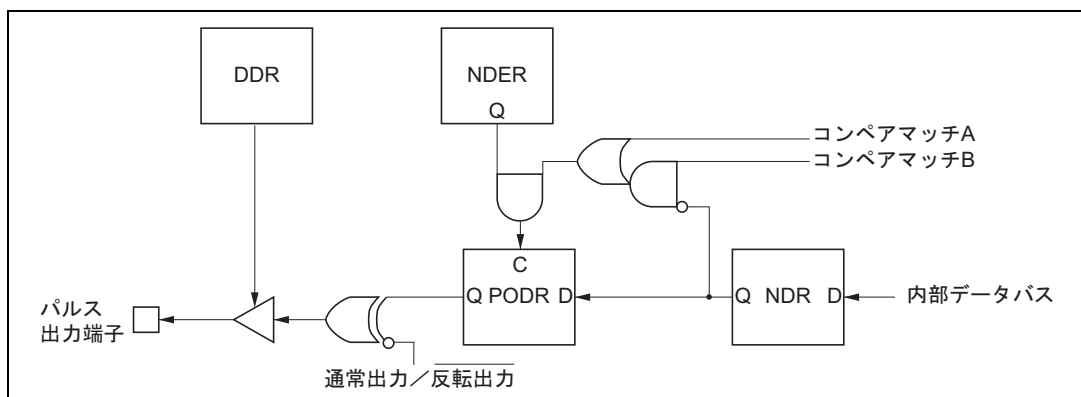 DDR
NDER
Q
コンペアマッチA
コンペアマッチB
C
Q PODR D
Q NDR D
内部データバス
パルス
出力端子
通常出力／反転出力